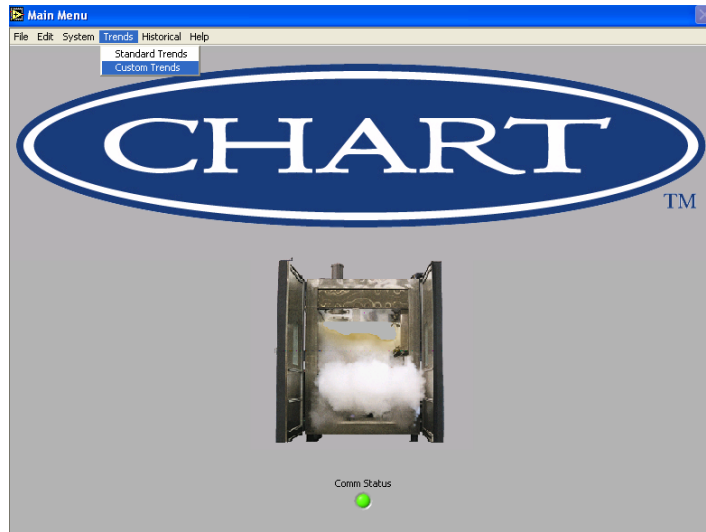 Main Menu
File Edit System Trends Historical Help
Standard Trends
Custom Trends
CHART
TM
Comm Status